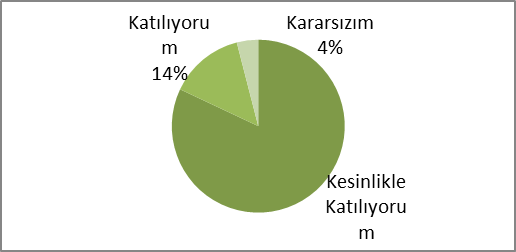 Katılıyoru
m
14%
Kararsızım
4%
Kesinlikle
Katılıyoru
m